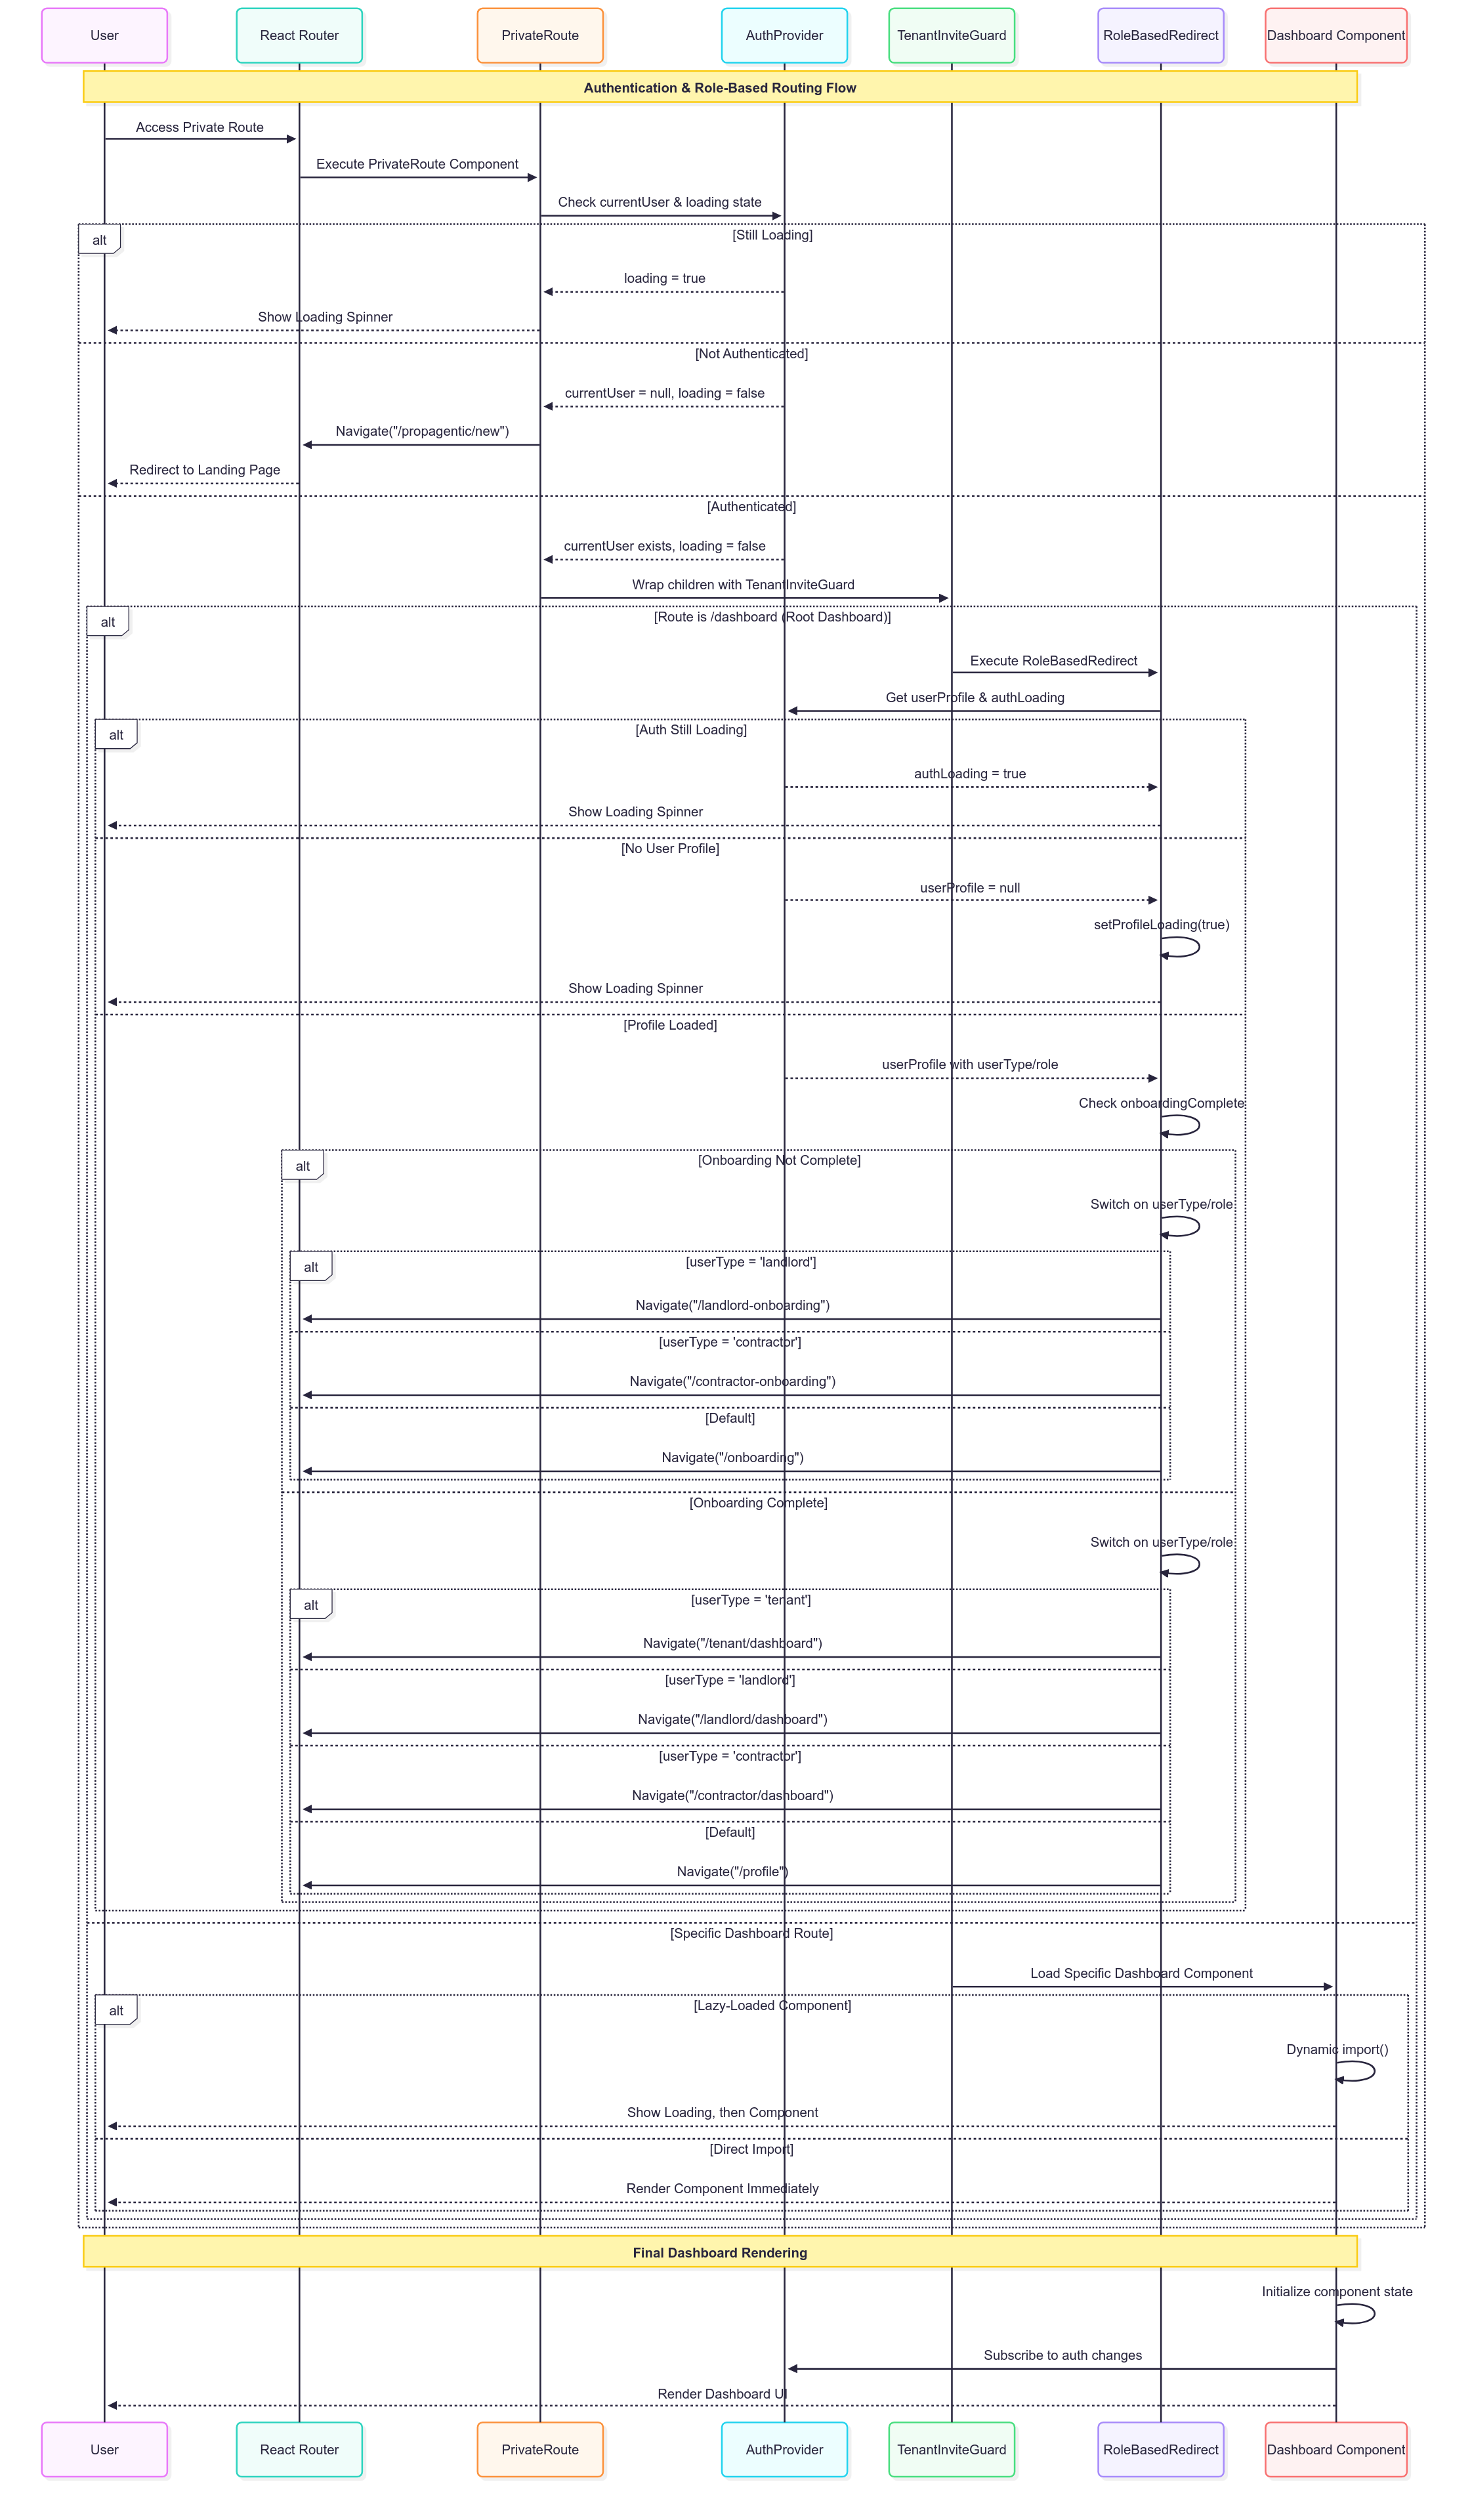 User
React Router
PrivateRoute
AuthProvider
TenantInviteGuard
RoleBasedRedirect
Dashboard Component
Authentication & Role-Based Routing Flow
Access Private Route
Execute PrivateRoute Component
Check currentUser & loading state
alt
[Still Loading]
loading = true
Show Loading Spinner
[Not Authenticated]
currentUser = null, loading = false
Navigate("/propagentic/new")
Redirect to Landing Page
[Authenticated]
currentUser exists, loading = false
Wrap children with TenantInviteGuard
alt
[Route is /dashboard (Root Dashboard)]
Execute RoleBasedRedirect
Get userProfile & authLoading
alt
[Auth Still Loading]
authLoading = true
Show Loading Spinner
[No User Profile]
userProfile = null
setProfileLoading(true)
Show Loading Spinner
[Profile Loaded]
userProfile with userType/role
Check onboardingComplete
alt
[Onboarding Not Complete]
Switch on userType/role
alt
[userType = 'landlord']
Navigate("/landlord-onboarding")
[userType = 'contractor']
Navigate("/contractor-onboarding")
[Default]
Navigate("/onboarding")
[Onboarding Complete]
Switch on userType/role
alt
[userType = 'tenant']
Navigate("/tenant/dashboard")
[userType = 'landlord']
Navigate("/landlord/dashboard")
[userType = 'contractor']
Navigate("/contractor/dashboard")
[Default]
Navigate("/profile")
[Specific Dashboard Route]
Load Specific Dashboard Component
alt
[Lazy-Loaded Component]
Dynamic import()
Show Loading, then Component
[Direct Import]
Render Component Immediately
Final Dashboard Rendering
Initialize component state
Subscribe to auth changes
Render Dashboard UI
User
React Router
PrivateRoute
AuthProvider
TenantInviteGuard
RoleBasedRedirect
Dashboard Component